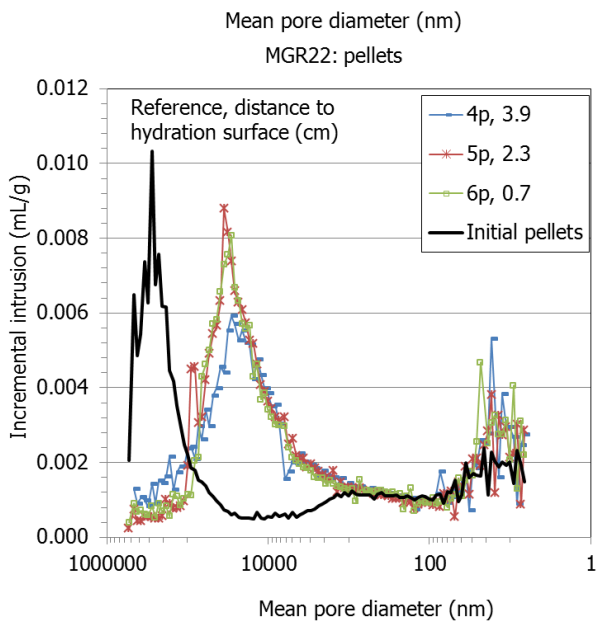 Mean pore diameter (nm)
MGR22: pellets
0.012
0.010
0.008
0.006
0.004
0.002
0.000
Incremental intrusion (mL/g)
Reference, distance to
hydration surface (cm)
4p, 3.9
5p, 2.3
6p, 0.7
Initial pellets
1000000
10000
100
1
Mean pore diameter (nm)